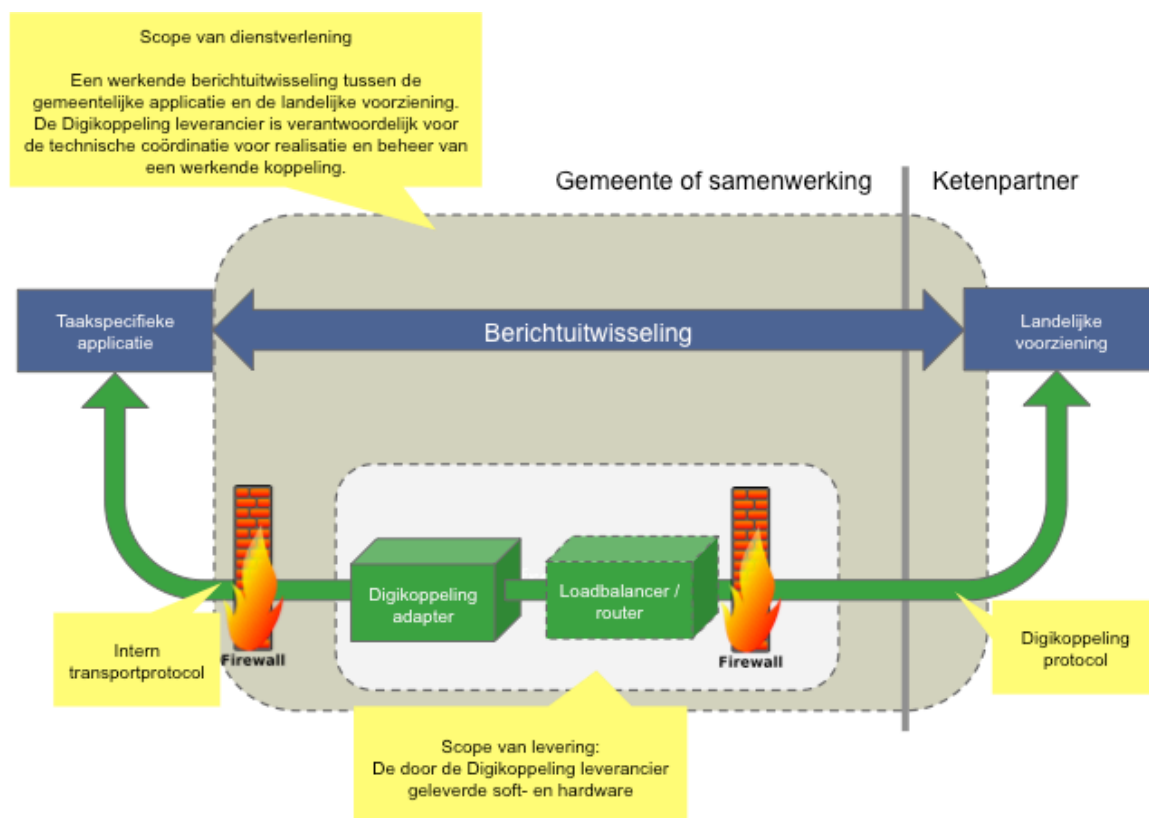 Scope van dienstverlening
Een werkende berichtuitwisseling tussen de
gemeentelijke applicatie en de landelijke voorziening.
De Digikoppeling leverancier is verantwoordelijk voor
de technische coördinatie voor realisatie en beheer van
een werkende koppeling.
Gemeente of samenwerking
Ketenpartner
Taakspecifieke
applicatie
Berichtuitwisseling
Landelijke
voorziening
Digikoppeling
adapter
Loadbalancer /
router
Firewall
Firewall
Intern
transportprotocol
Digikoppeling
protocol
Scope van levering:
De door de Digikoppeling leverancier
geleverde soft- en hardware